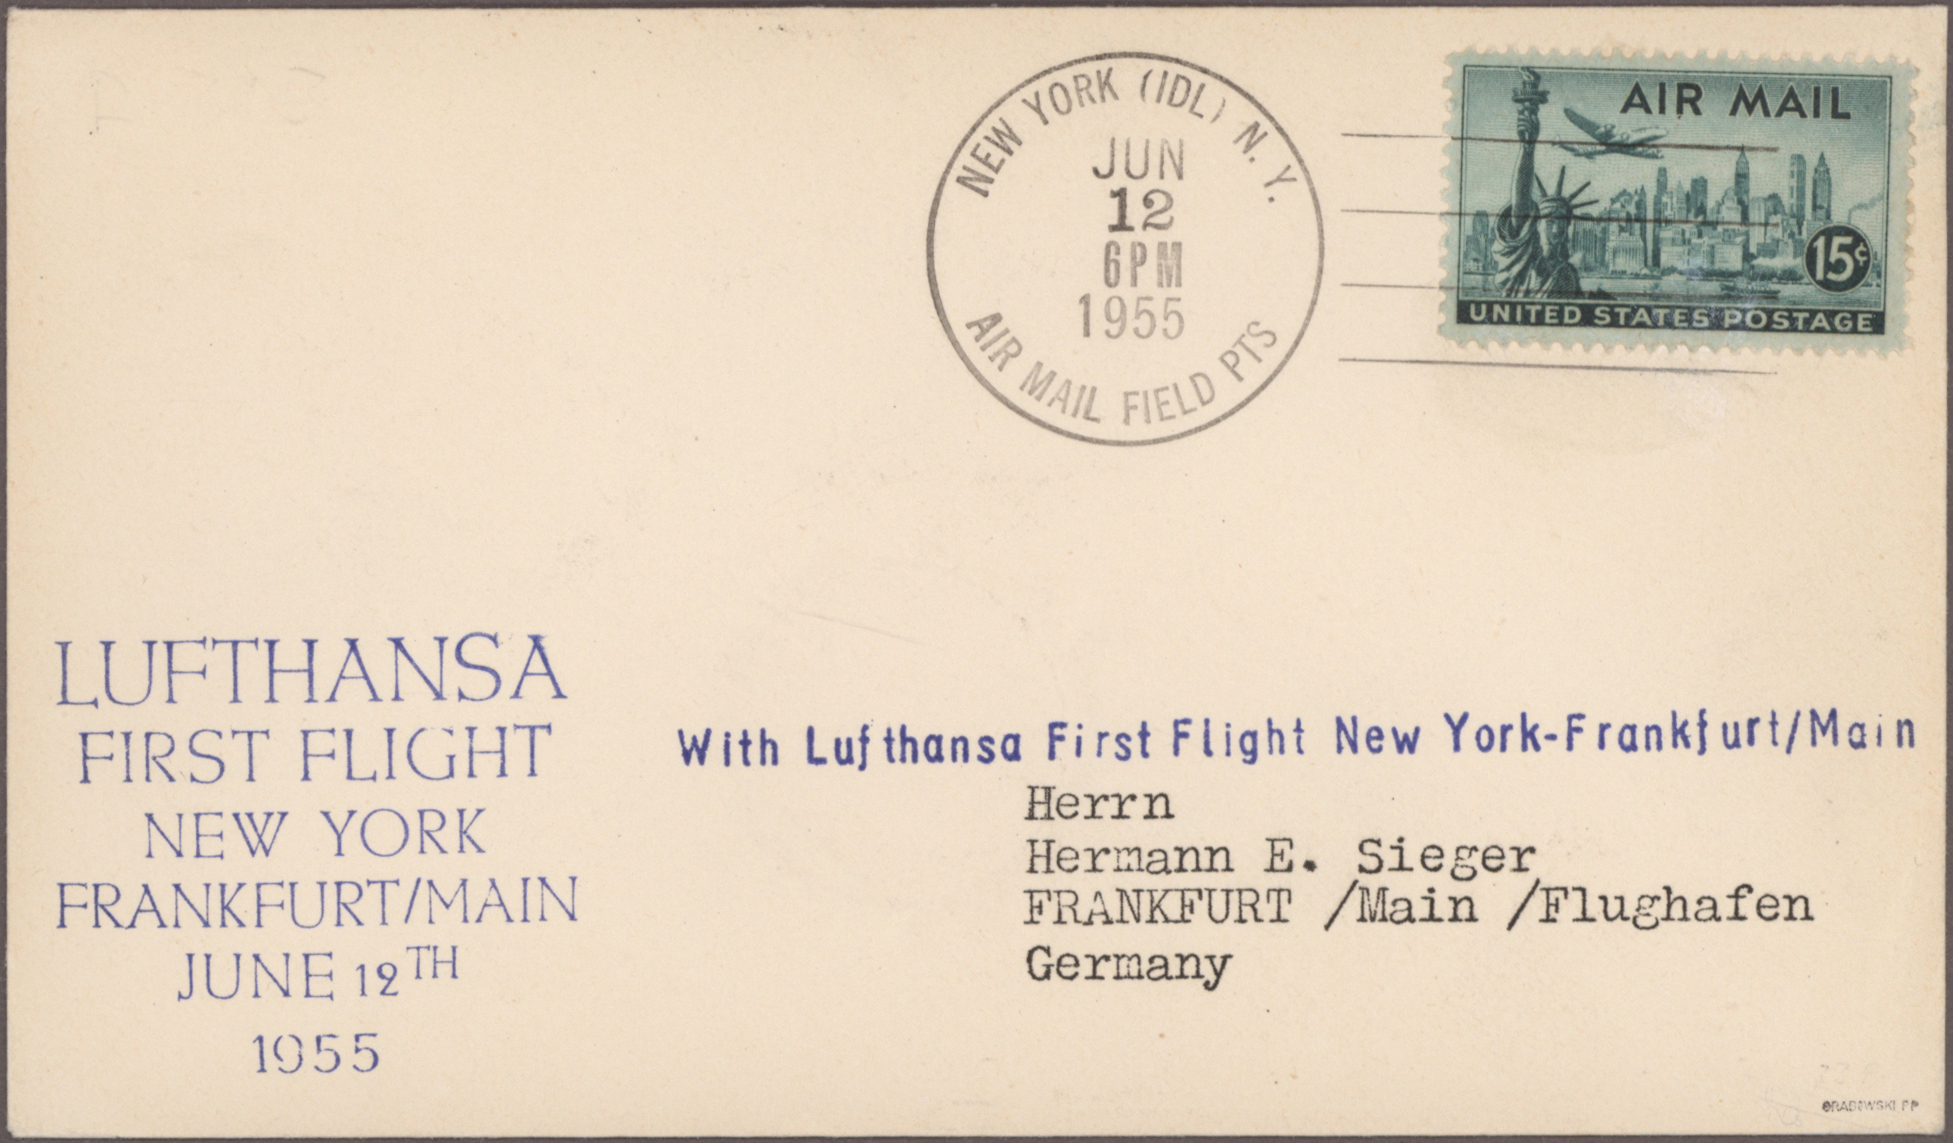 NEW YORK (IDL) N. Y.
JUN
12
6PM
1955
AIR MAIL FIELD PTS
AIR MAIL
15¢
UNITED STATES POSTAGE
LUFTHANSA
FIRST FLIGHT
NEW YORK
FRANKFURT/MAIN
JUNE 12TH
1955
With Lufthansa First Flight New York-Frankfurt/Main
Herrn
Hermann E. Sieger
FRANKFURT /Main /Flughafen
Germany